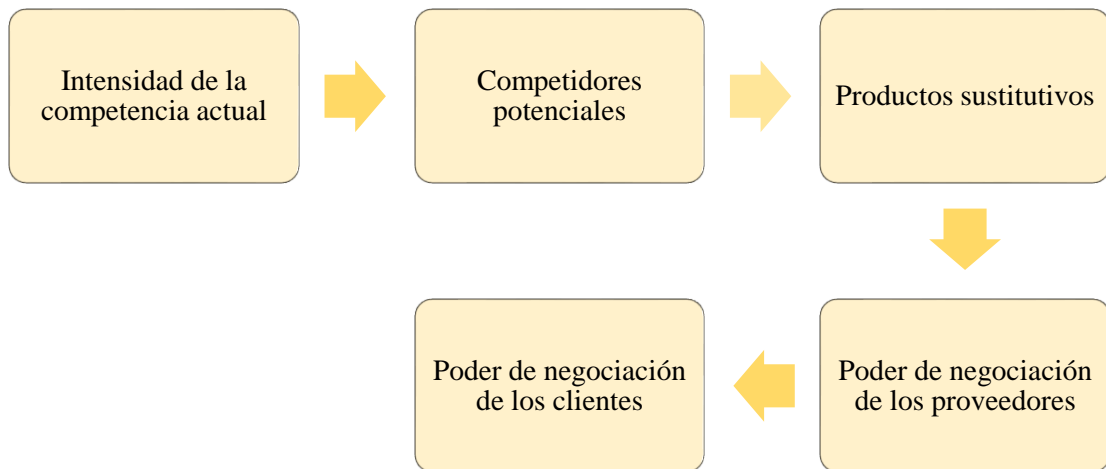 Intensidad de la
competencia actual
Competidores
potenciales
Productos sustitutivos
Poder de negociación
de los proveedores
Poder de negociación
de los clientes